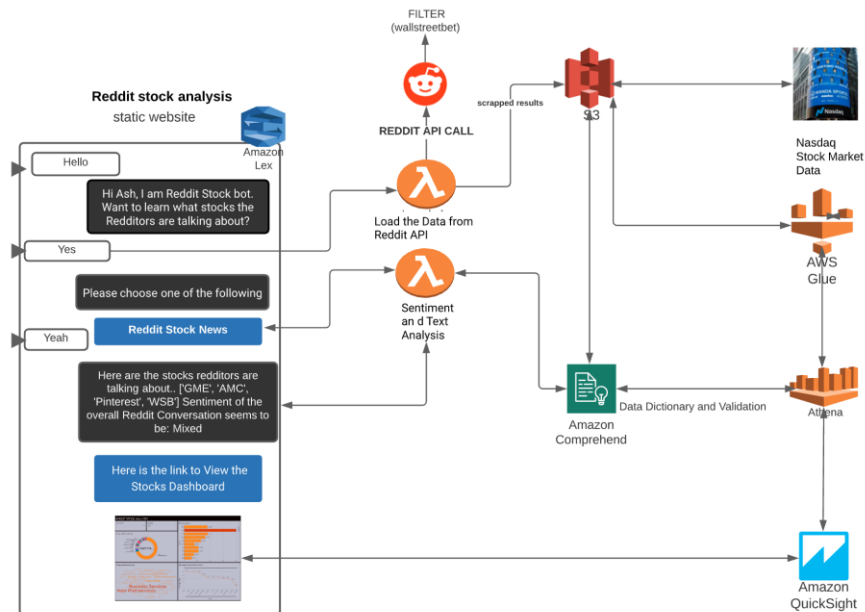 FILTER
(wallstreetbet)
Reddit stock analysis
static website
Amazon
Lex
REDDIT API CALL
scrapped results
S3
Nasdaq
Nasdaq
Stock Market
Data
Hello
Hi Ash, I am Reddit Stock bot.
Want to learn what stocks the
Redditors are talking about?
Load the Data from
Reddit API
Yes
AWS
Glue
Please choose one of the following
Sentiment
an d Text
Analysis
Reddit Stock News
Yeah
Here are the stocks redditors are
talking about.. ['GME', 'AMC',
'Pinterest', 'WSB'] Sentiment of the
overall Reddit Conversation seems to
be: Mixed
Amazon
Comprehend
Data Dictionary and Validation
Athena
Here is the link to View the
Stocks Dashboard
Amazon
QuickSight